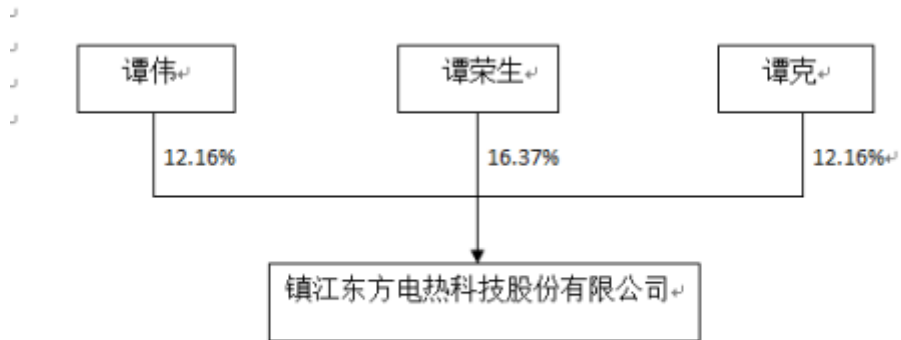 谭伟
谭荣生
谭克
12.16%
16.37%
12.16%
镇江东方电热科技股份有限公司